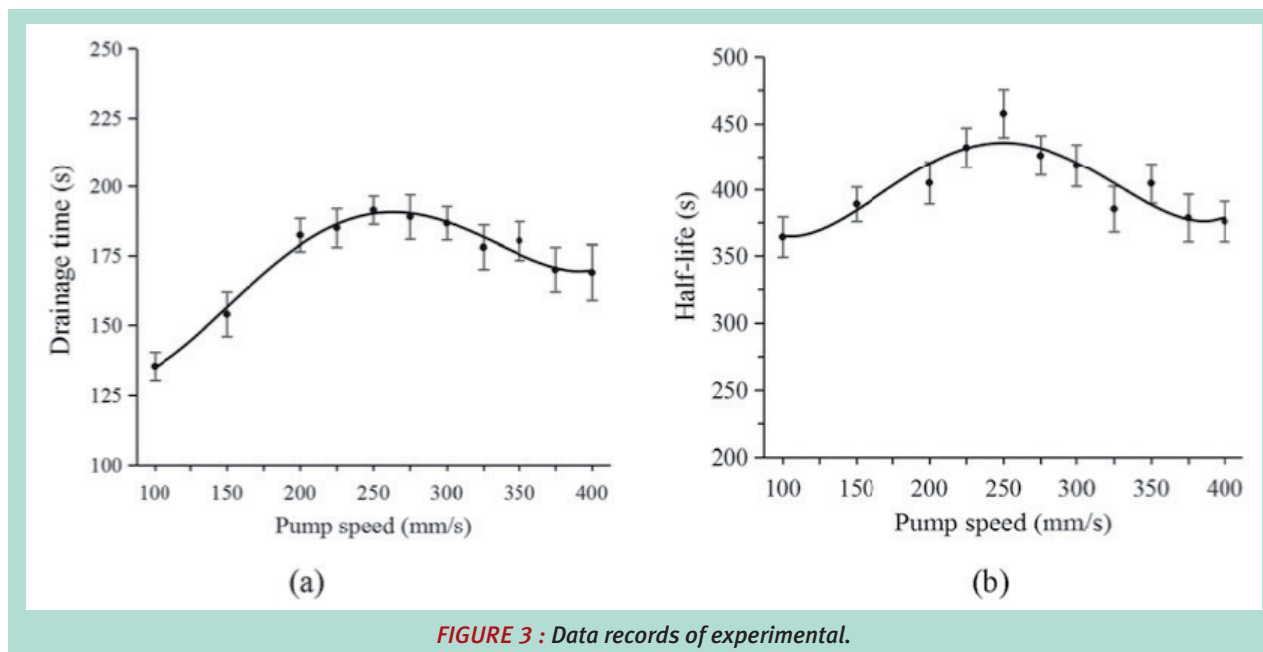 250
225
200
175
150
125
100
Drainage time (s)
100 150 200 250 300 350 400
Pump speed (mm/s)
(a)
500
450
400
350
300
250
200
Half-life (s)
100 150 200 250 300 350 400
Pump speed (mm/s)
(b)
FIGURE 3 : Data records of experimental.